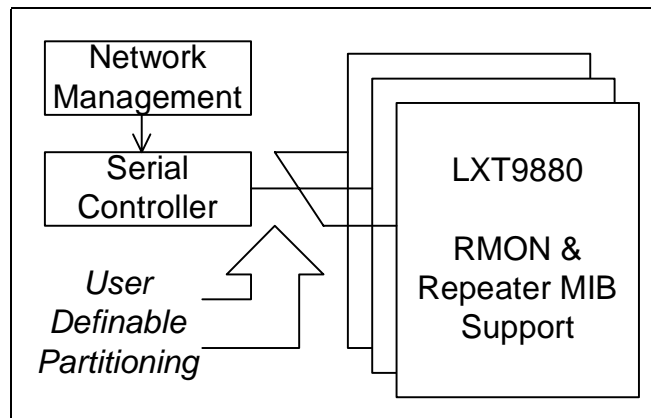 Network
Management
Serial
Controller
User
Definable
Partitioning
LXT9880
RMON &
Repeater MIB
Support